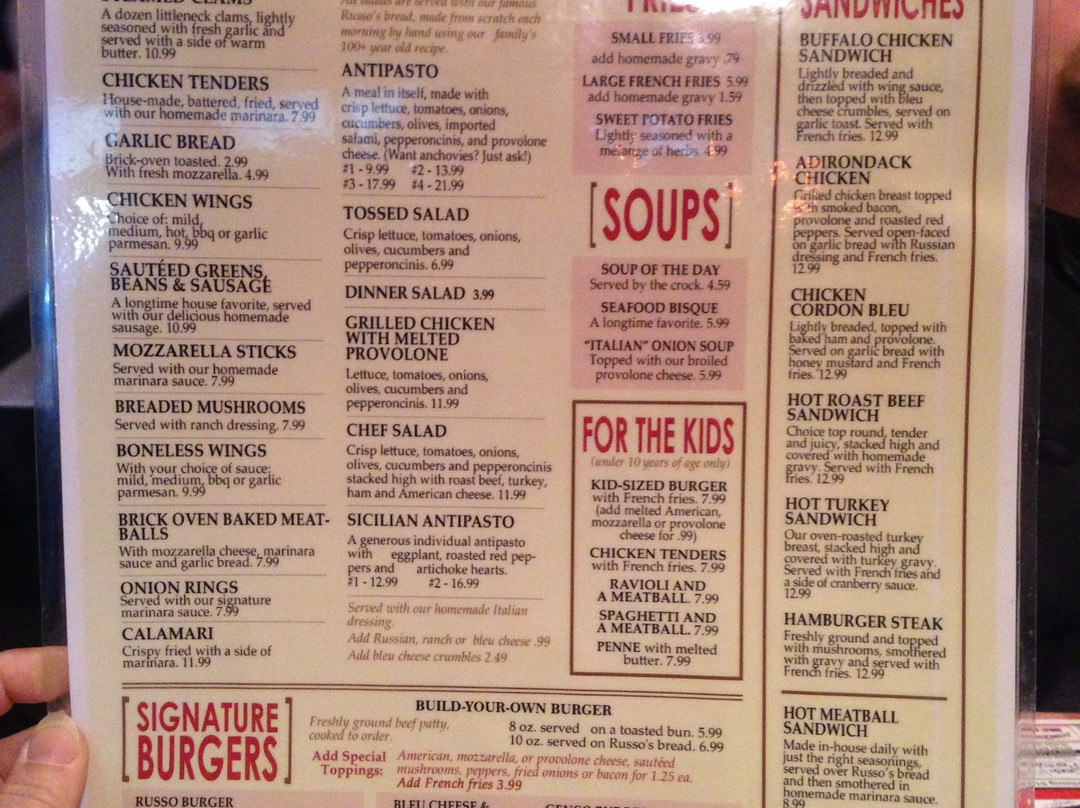 STEAMED CLAMS
A dozen littleneck clams, lightly
seasoned with fresh garlic and
served with a side of warm
butter. 10.99
CHICKEN TENDERS
House-made, battered, fried, served
with our homemade marinara. 7.99
GARLIC BREAD
Brick-oven toasted. 2.99
With fresh mozzarella. 4.99
CHICKEN WINGS
Choice of: mild,
medium, hot, bbq or garlic
parmesan. 9.99
SAUTÉED GREENS,
BEANS & SAUSAGE
A longtime house favorite, served
with our delicious homemade
sausage. 10.99
MOZZARELLA STICKS
Served with our homemade
marinara sauce. 7.99
BREADED MUSHROOMS
Served with ranch dressing. 7.99
BONELESS WINGS
With your choice of sauce:
mild, medium, bbq or garlic
parmesan. 9.99
BRICK OVEN BAKED MEAT-
BALLS
With mozzarella cheese, marinara
sauce and garlic bread. 7.99
ONION RINGS
Served with our signature
marinara sauce. 7.99
CALAMARI
Crispy fried with a side of
marinara. 11.99
All salads are served with our famous
Russo's bread, made from scratch each
morning by hand using our family's
100+ year old recipe.
ANTIPASTO
A meal in itself, made with
crisp lettuce, tomatoes, onions,
cucumbers, olives, imported
salami, pepperoncinis, and provolone
cheese. (Want anchovies? Just ask!)
#1 - 9.99 #2 - 13.99
#3 - 17.99 #4 - 21.99
TOSSED SALAD
Crisp lettuce, tomatoes, onions,
olives, cucumbers and
pepperoncinis. 6.99
DINNER SALAD 3.99
GRILLED CHICKEN
WITH MELTED
PROVOLONE
Lettuce, tomatoes, onions,
olives, cucumbers and
pepperoncinis. 11.99
CHEF SALAD
Crisp lettuce, tomatoes, onions,
olives, cucumbers and pepperoncinis
stacked high with roast beef, turkey,
ham and American cheese. 11.99
SICILIAN ANTIPASTO
A generous individual antipasto
with eggplant, roasted red pep-
pers and artichoke hearts.
#1 - 12.99 #2 - 16.99
Served with our homemade Italian
dressing.
Add Russian, ranch or bleu cheese .99
Add bleu cheese crumbles 2.49
FRIES
SMALL FRIES 3.99
add homemade gravy .79
LARGE FRENCH FRIES 5.99
add homemade gravy 1.59
SWEET POTATO FRIES
Lightly seasoned with a
melange of herbs. 4.99
[SOUPS]
SOUP OF THE DAY
Served by the crock. 4.59
SEAFOOD BISQUE
A longtime favorite. 5.99
"ITALIAN" ONION SOUP
Topped with our broiled
provolone cheese. 5.99
FOR THE KIDS
(under 10 years of age only)
KID-SIZED BURGER
with French fries. 7.99
(add melted American,
mozzarella or provolone
cheese for .99)
CHICKEN TENDERS
with French fries. 7.99
RAVIOLI AND
A MEATBALL. 7.99
SPAGHETTI AND
A MEATBALL. 7.99
PENNE with melted
butter. 7.99
SANDWICHES
BUFFALO CHICKEN
SANDWICH
Lightly breaded and
drizzled with wing sauce,
then topped with bleu
cheese crumbles, served on
garlic toast. Served with
French fries. 12.99
ADIRONDACK
CHICKEN
Grilled chicken breast topped
with smoked bacon,
provolone and roasted red
peppers. Served open-faced
on garlic bread with Russian
dressing and French fries.
12.99
CHICKEN
CORDON BLEU
Lightly breaded, topped with
baked ham and provolone.
Served on garlic bread with
honey mustard and French
fries. 12.99
HOT ROAST BEEF
SANDWICH
Choice top round, tender
and juicy, stacked high and
covered with homemade
gravy. Served with French
fries. 12.99
HOT TURKEY
SANDWICH
Our oven-roasted turkey
breast, stacked high and
covered with turkey gravy.
Served with French fries and
a side of cranberry sauce.
12.99
HAMBURGER STEAK
Freshly ground and topped
with mushrooms, smothered
with gravy and served with
French fries. 12.99
HOT MEATBALL
SANDWICH
Made in-house daily with
just the right seasonings,
served over Russo's bread
and then smothered in
homemade marinara sauce.
8.99
[SIGNATURE
BURGERS]
BUILD-YOUR-OWN BURGER
Freshly ground beef patty,
cooked to order.
8 oz. served on a toasted bun. 5.99
10 oz. served on Russo's bread. 6.99
Add Special
Toppings:
American, mozzarella, or provolone cheese, sautéed
mushrooms, peppers, fried onions or bacon for 1.25 ea.
Add French fries 3.99
RUSSO BURGER
BLEU CHEESE &